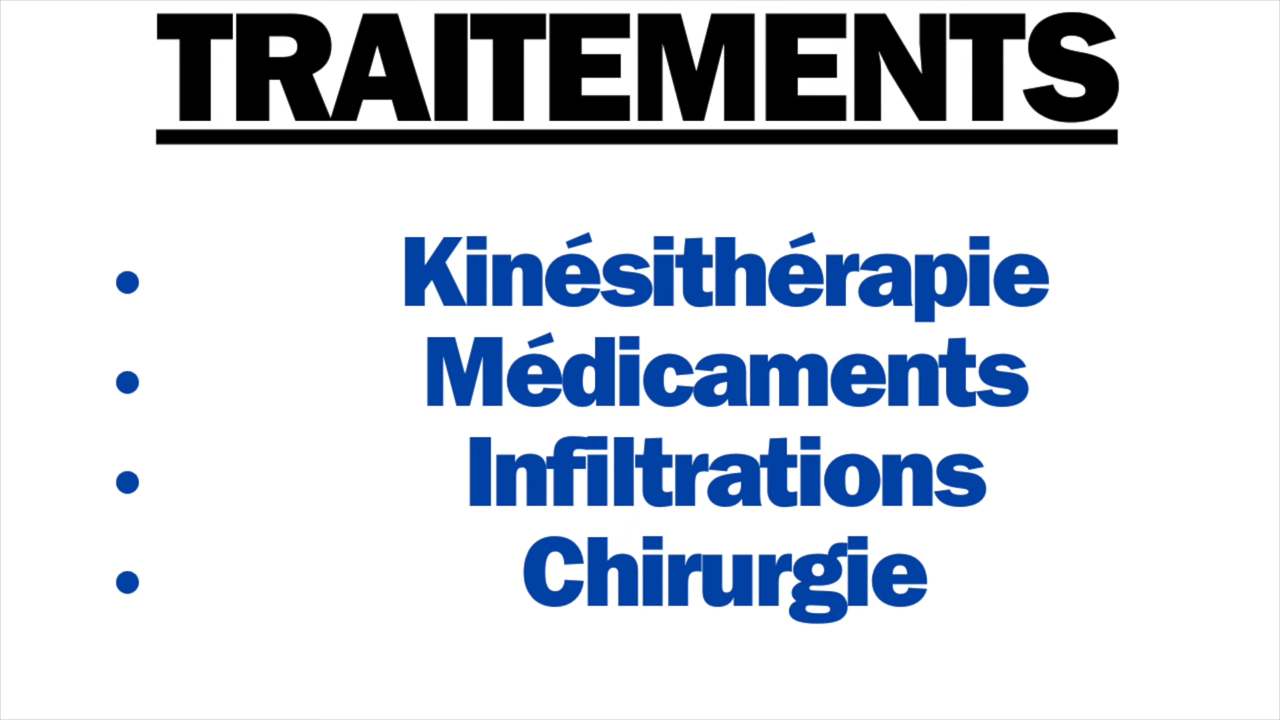 TRAITEMENTS
• Kinésithérapie
• Médicaments
• Infiltrations
• Chirurgie